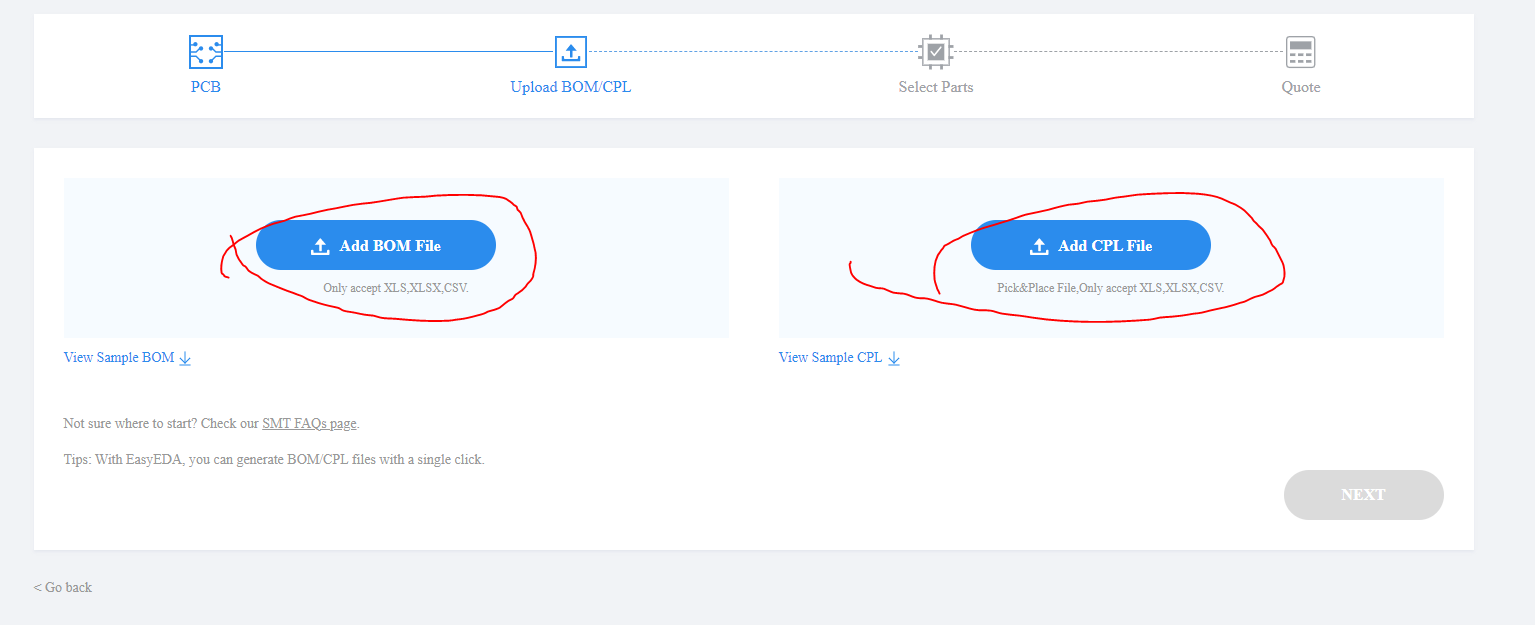 PCB
Upload BOM/CPL
Select Parts
Quote
Add BOM File
Only accept XLS,XLSX,CSV.
Add CPL File
Pick&Place File,Only accept XLS,XLSX,CSV.
View Sample BOM
View Sample CPL
Not sure where to start? Check our SMT FAQs page.
Tips: With EasyEDA, you can generate BOM/CPL files with a single click.
NEXT
< Go back